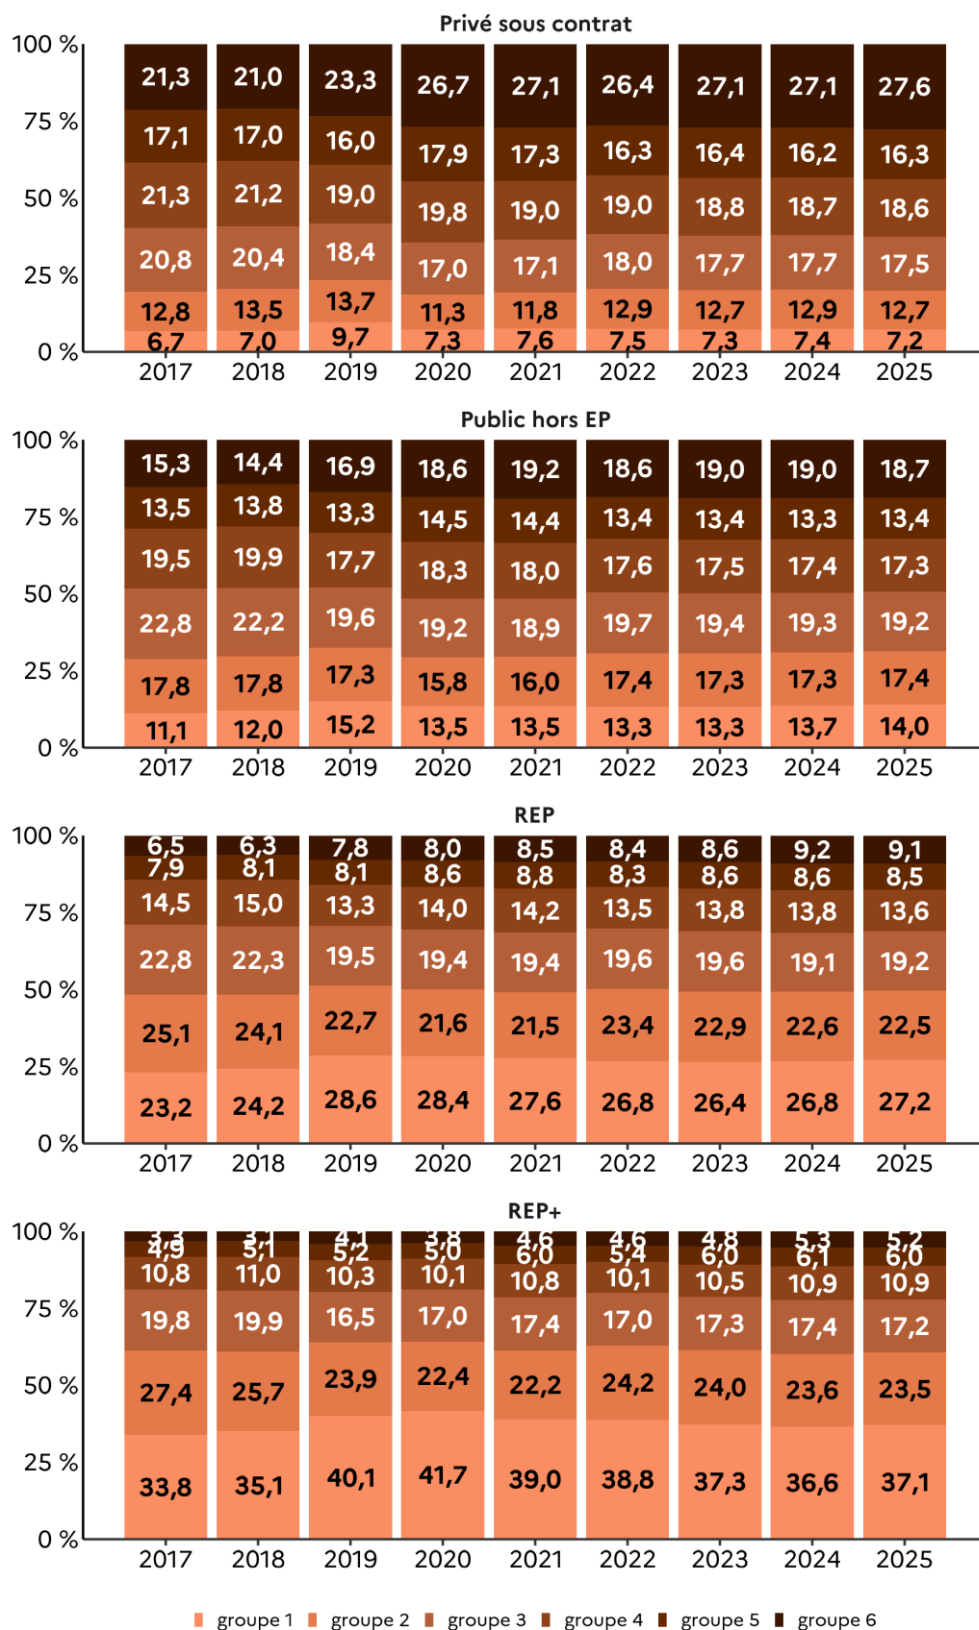 Privé sous contrat
100 %
21,3 21,0 23,3 26,7 27,1 26,4 27,1 27,1 27,6
75 %
17,1 17,0 16,0 17,9 17,3 16,3 16,4 16,2 16,3
50 %
21,3 21,2 19,0 19,8 19,0 19,0 18,8 18,7 18,6
25 %
20,8 20,4 18,4 17,0 17,1 18,0 17,7 17,7 17,5
12,8 13,5 13,7 11,3 11,8 12,9 12,7 12,9 12,7
0 %
6,7 7,0 9,7 7,3 7,6 7,5 7,3 7,4 7,2
2017 2018 2019 2020 2021 2022 2023 2024 2025
Public hors EP
100 %
15,3 14,4 16,9 18,6 19,2 18,6 19,0 19,0 18,7
75 %
13,5 13,8 13,3 14,5 14,4 13,4 13,4 13,3 13,4
19,5 19,9 17,7 18,3 18,0 17,6 17,5 17,4 17,3
50 %
22,8 22,2 19,6 19,2 18,9 19,7 19,4 19,3 19,2
25 %
17,8 17,8 17,3 15,8 16,0 17,4 17,3 17,3 17,4
11,1 12,0 15,2 13,5 13,5 13,3 13,3 13,7 14,0
0 %
2017 2018 2019 2020 2021 2022 2023 2024 2025
REP
100 %
6,5 6,3 7,8 8,0 8,5 8,4 8,6 9,2 9,1
7,9 8,1 8,1 8,6 8,8 8,3 8,6 8,6 8,5
75 %
14,5 15,0 13,3 14,0 14,2 13,5 13,8 13,8 13,6
22,8 22,3 19,5 19,4 19,4 19,6 19,6 19,1 19,2
50 %
25,1 24,1 22,7 21,6 21,5 23,4 22,9 22,6 22,5
25 %
23,2 24,2 28,6 28,4 27,6 26,8 26,4 26,8 27,2
0 %
2017 2018 2019 2020 2021 2022 2023 2024 2025
REP+
100 %
3,3 3,1 4,1 3,8 4,6 4,6 4,8 5,3 5,2
4,9 5,1 5,2 5,0 6,0 5,4 6,0 6,1 6,0
10,8 11,0 10,3 10,1 10,8 10,1 10,5 10,9 10,9
75 %
19,8 19,9 16,5 17,0 17,4 17,0 17,3 17,4 17,2
50 %
27,4 25,7 23,9 22,4 22,2 24,2 24,0 23,6 23,5
25 %
33,8 35,1 40,1 41,7 39,0 38,8 37,3 36,6 37,1
0 %
2017 2018 2019 2020 2021 2022 2023 2024 2025
groupe 1 groupe 2 groupe 3 groupe 4 groupe 5 groupe 6